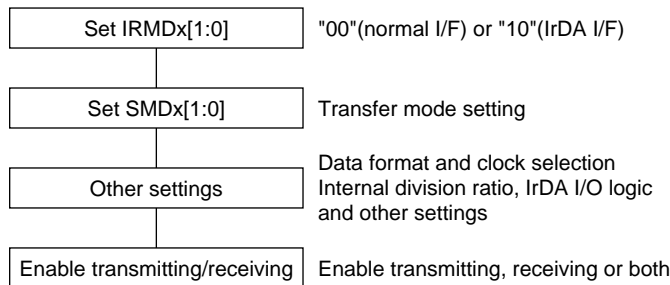 Set IRMDx[1:0]
"00"(normal I/F) or "10"(IrDA I/F)
Set SMDx[1:0]
Transfer mode setting
Other settings
Data format and clock selection
Internal division ratio, IrDA I/O logic
and other settings
Enable transmitting/receiving
Enable transmitting, receiving or both